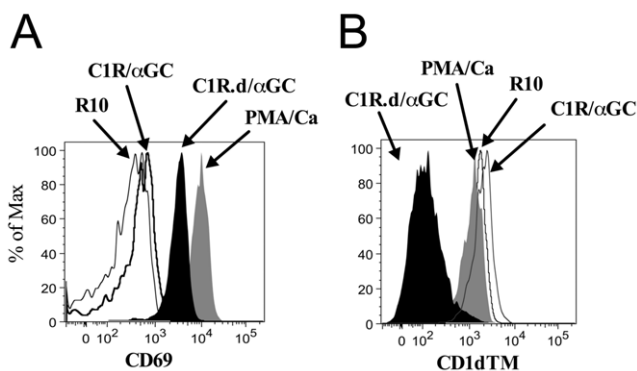 A
C1R/αGC
R10
C1R.d/αGC
PMA/Ca
% of Max
100
80
60
40
20
0
0 10² 10³ 10⁴ 10⁵
CD69
B
PMA/Ca
R10
C1R.d/αGC
C1R/αGC
100
80
60
40
20
0
0 10² 10³ 10⁴ 10⁵
CD1dTM